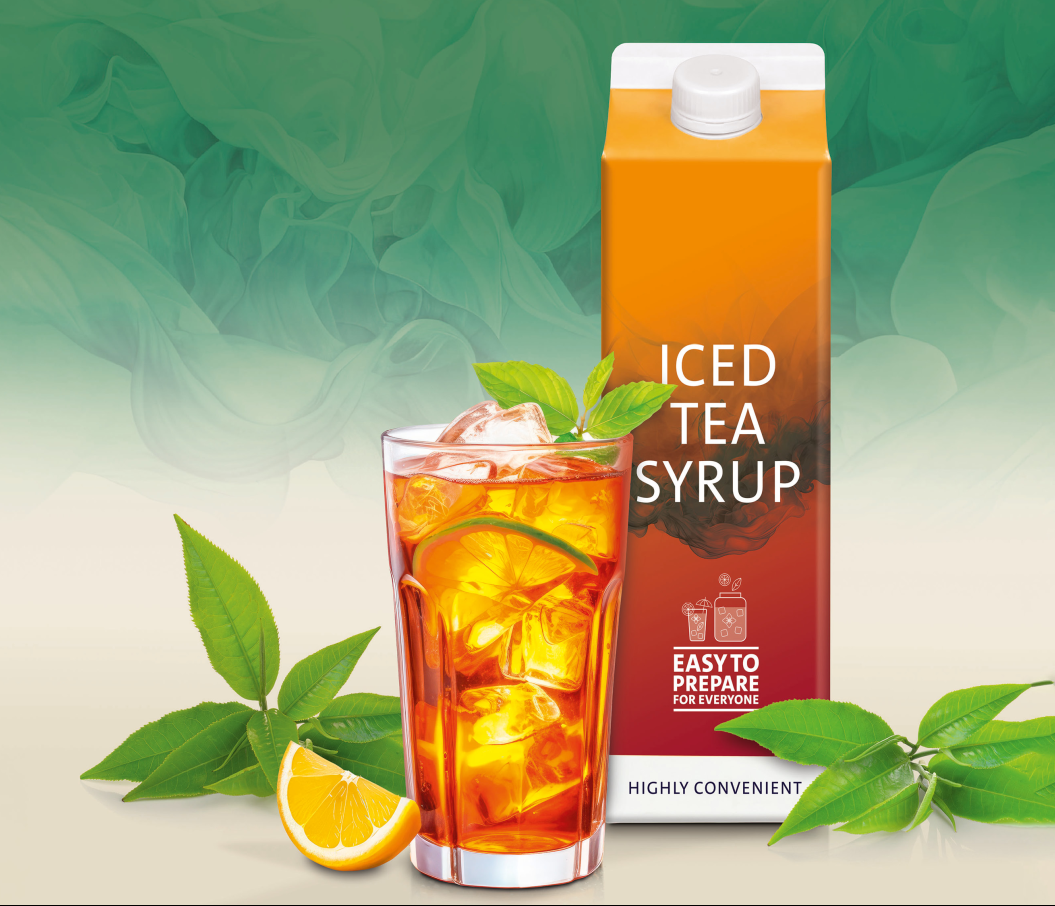 ICED
TEA
SYRUP
EASY TO
PREPARE
FOR EVERYONE
HIGHLY CONVENIENT